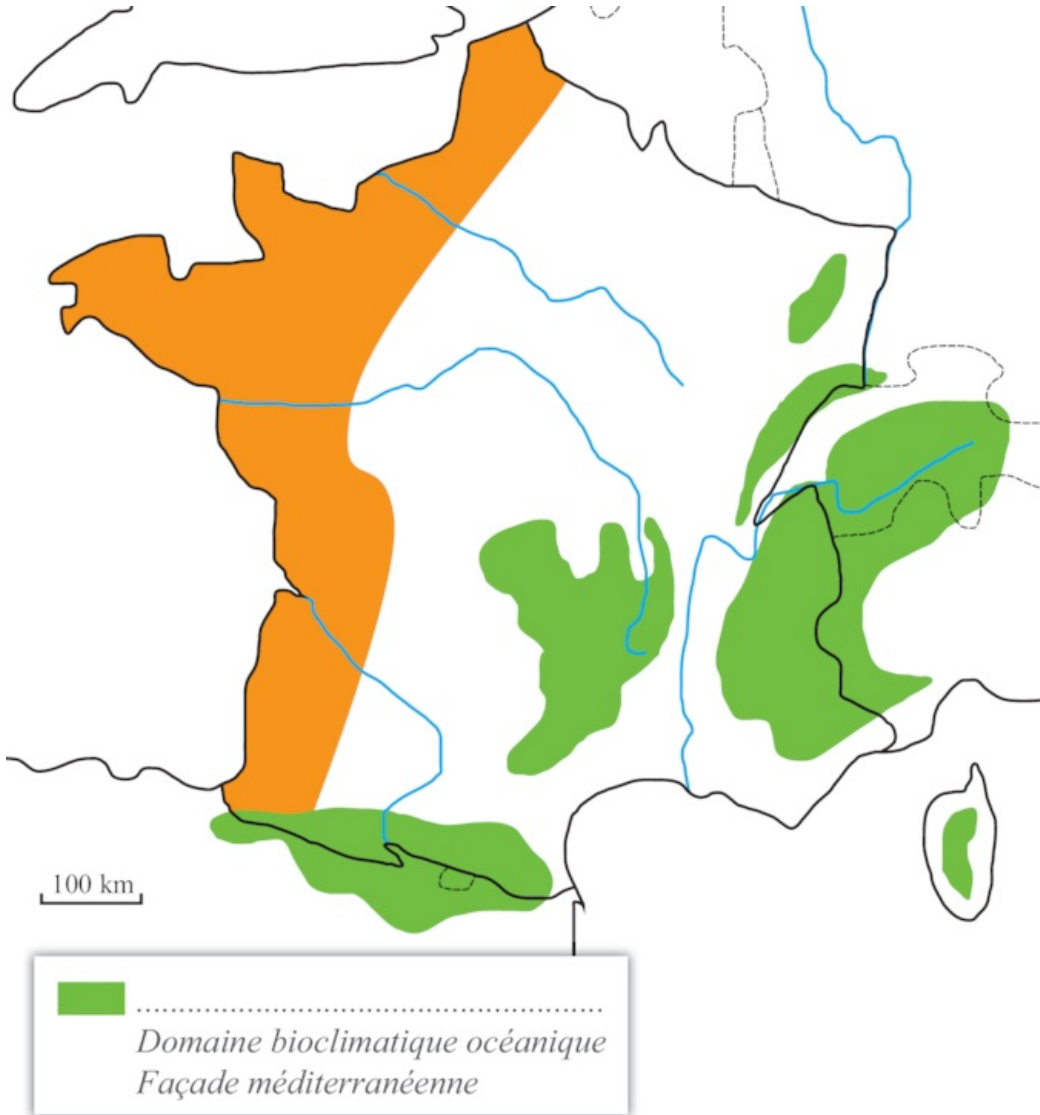 100 km
......................................................
Domaine bioclimatique océanique
Façade méditerranéenne